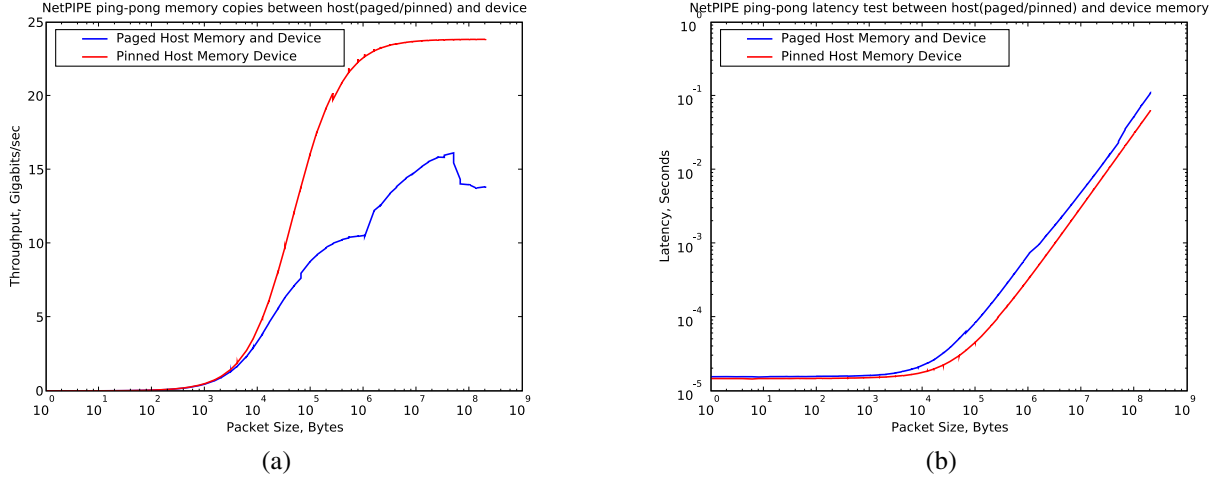 NetPIPE ping-pong memory copies between host(paged/pinned) and device
25
20
15
10
5
0
Throughput, Gigabits/sec
Paged Host Memory and Device
Pinned Host Memory Device
10^0 10^1 10^2 10^3 10^4 10^5 10^6 10^7 10^8 10^9
Packet Size, Bytes
(a)
NetPIPE ping-pong latency test between host(paged/pinned) and device memory
10^0
10^-1
10^-2
10^-3
10^-4
10^-5
Latency, Seconds
Paged Host Memory and Device
Pinned Host Memory Device
10^0 10^1 10^2 10^3 10^4 10^5 10^6 10^7 10^8 10^9
Packet Size, Bytes
(b)